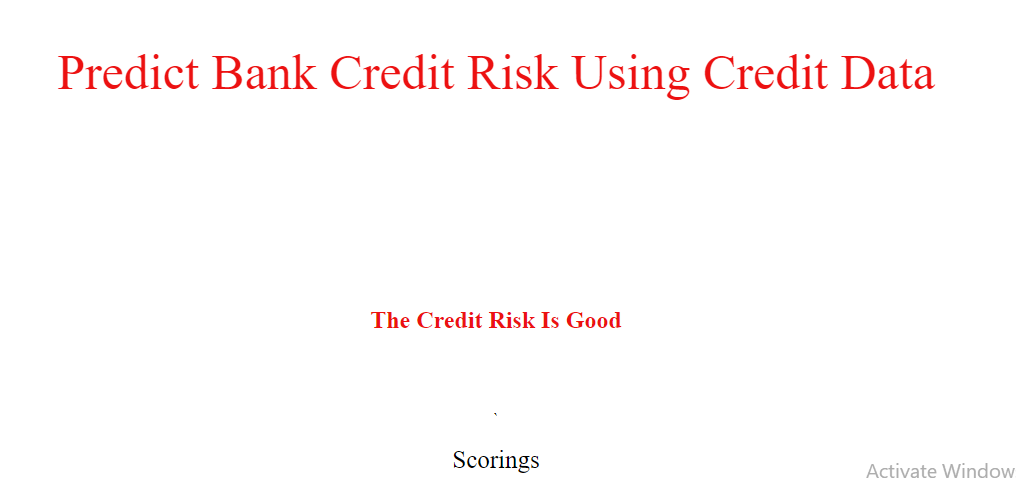 Predict Bank Credit Risk Using Credit Data
The Credit Risk Is Good
`
Scorings
Activate Window